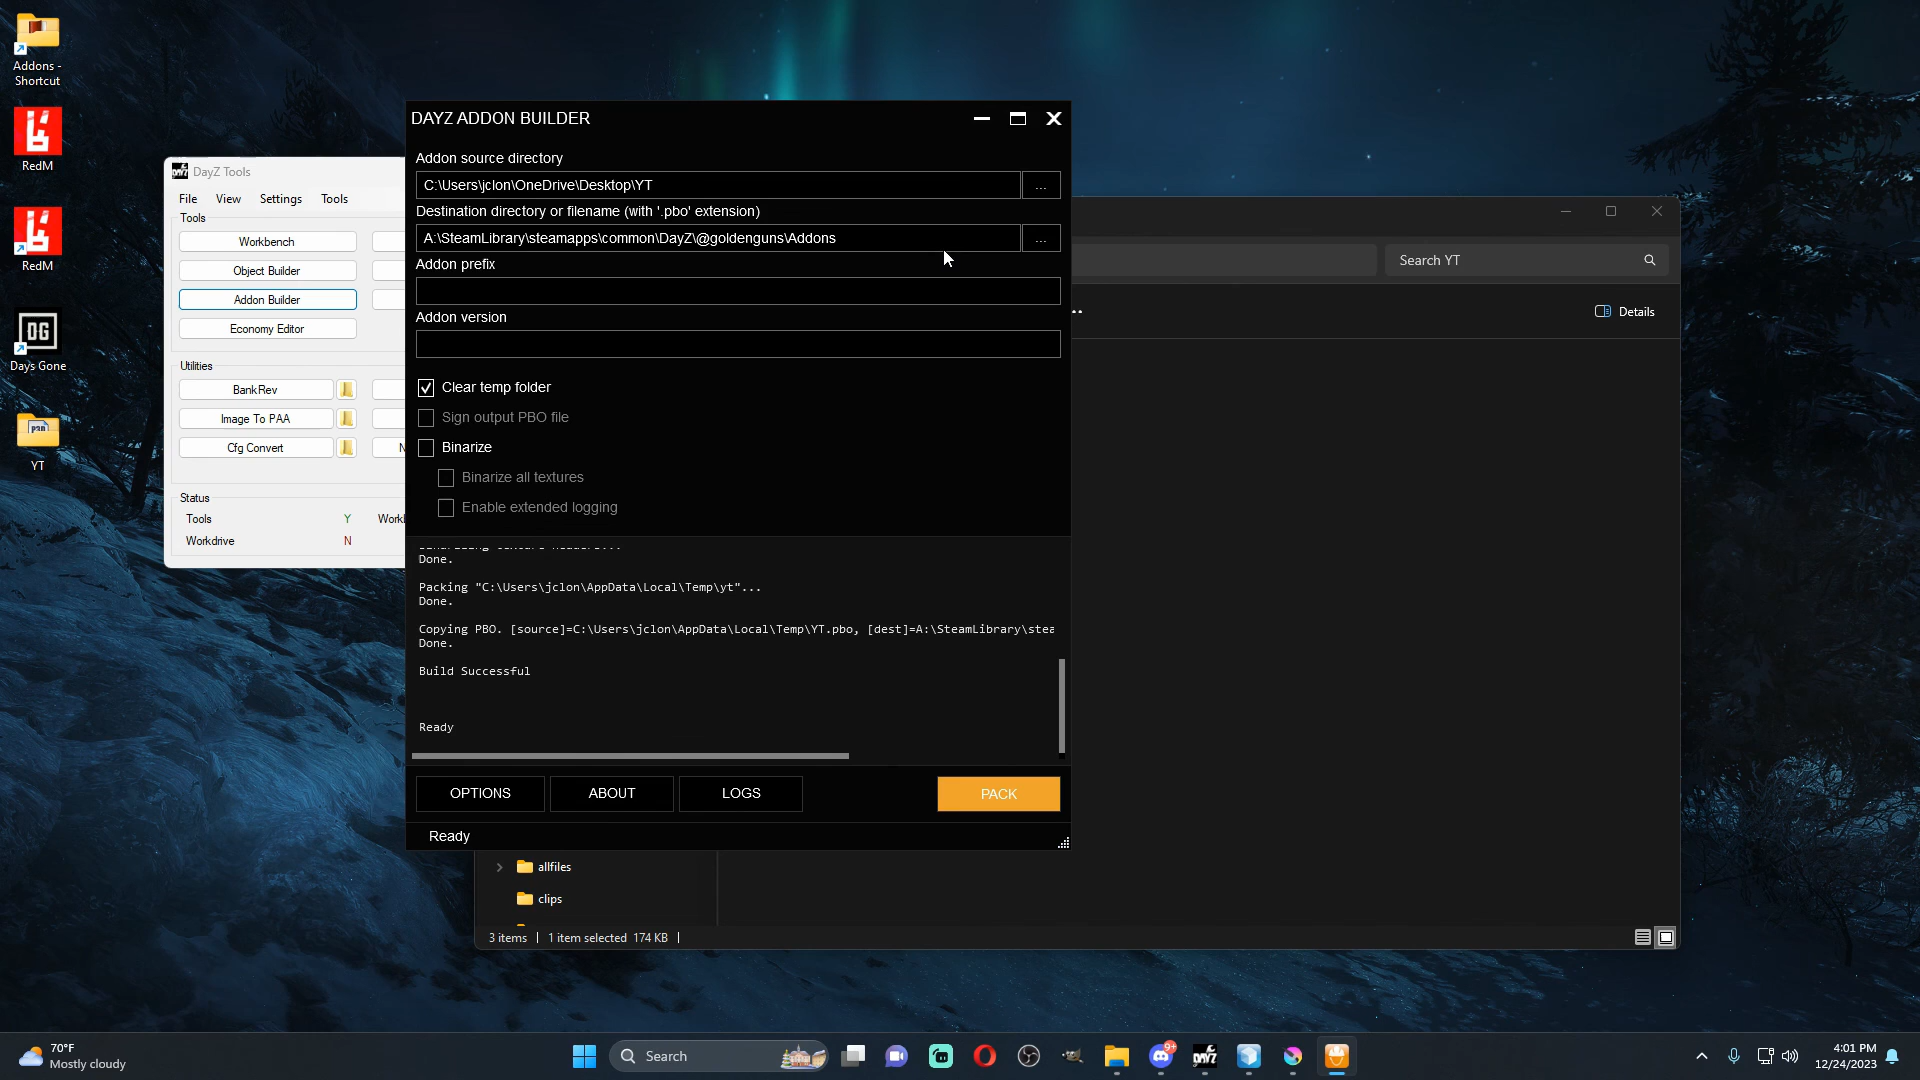 Addons -
Shortcut
RedM
RedM
Days Gone
YT
DayZ Tools
File View Settings Tools
Tools
Workbench
Object Builder
Addon Builder
Economy Editor
Utilities
BankRev
Image To PAA
Cfg Convert
N
Status
Tools Y
Workdrive N
DAYZ ADDON BUILDER
Addon source directory
C:\Users\jclon\OneDrive\Desktop\YT
...
Destination directory or filename (with '.pbo' extension)
A:\SteamLibrary\steamapps\common\DayZ\@goldenguns\Addons
...
Addon prefix
Addon version
Clear temp folder
Sign output PBO file
Binarize
Binarize all textures
Enable extended logging
Done.
Packing "C:\Users\jclon\AppData\Local\Temp\yt"...
Done.
Copying PBO. [source]=C:\Users\jclon\AppData\Local\Temp\YT.pbo, [dest]=A:\SteamLibrary\stea
Done.
Build Successful
Ready
OPTIONS ABOUT LOGS PACK
Ready
Search YT
Details
allfiles
clips
3 items 1 item selected 174 KB
70°F
Mostly cloudy
Search
9+
DAYZ
4:01 PM
12/24/2023